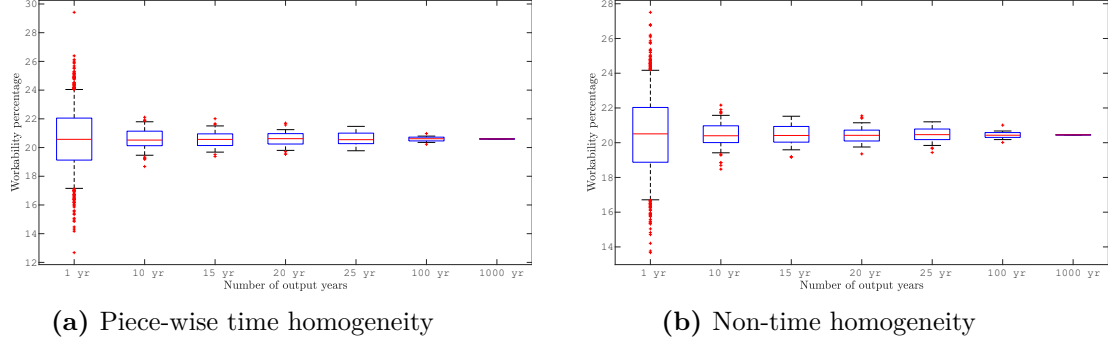 30
28
26
24
22
20
18
16
14
12
Workability percentage
1 yr 10 yr 15 yr 20 yr 25 yr 100 yr 1000 yr
Number of output years
(a) Piece-wise time homogeneity
28
26
24
22
20
18
16
14
Workability percentage
1 yr 10 yr 15 yr 20 yr 25 yr 100 yr 1000 yr
Number of output years
(b) Non-time homogeneity